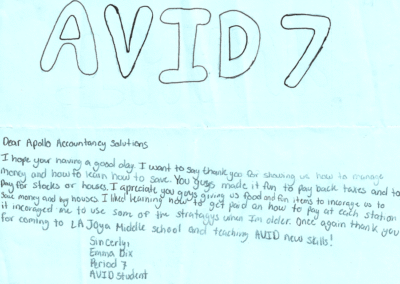 AVID 7
Dear Apollo Accountancy Solutions
I hope your having a good day. I want to say thank you for showing us how to manage
money and how to learn how to save. You guys made it fun to pay back taxes and to
pay for stocks or houses. I apreciate you guys giving us food and fun items to incorage us to
save money and by houses. I liked learning how to get paid an how to pay at each station
it incoraged me to use som of the strataggs when I'm older. Once again thank you
for coming to LA Joya Middle school and teaching AVID new skills!
Sincerly,
Emma Dix
Period 7
AVID Student